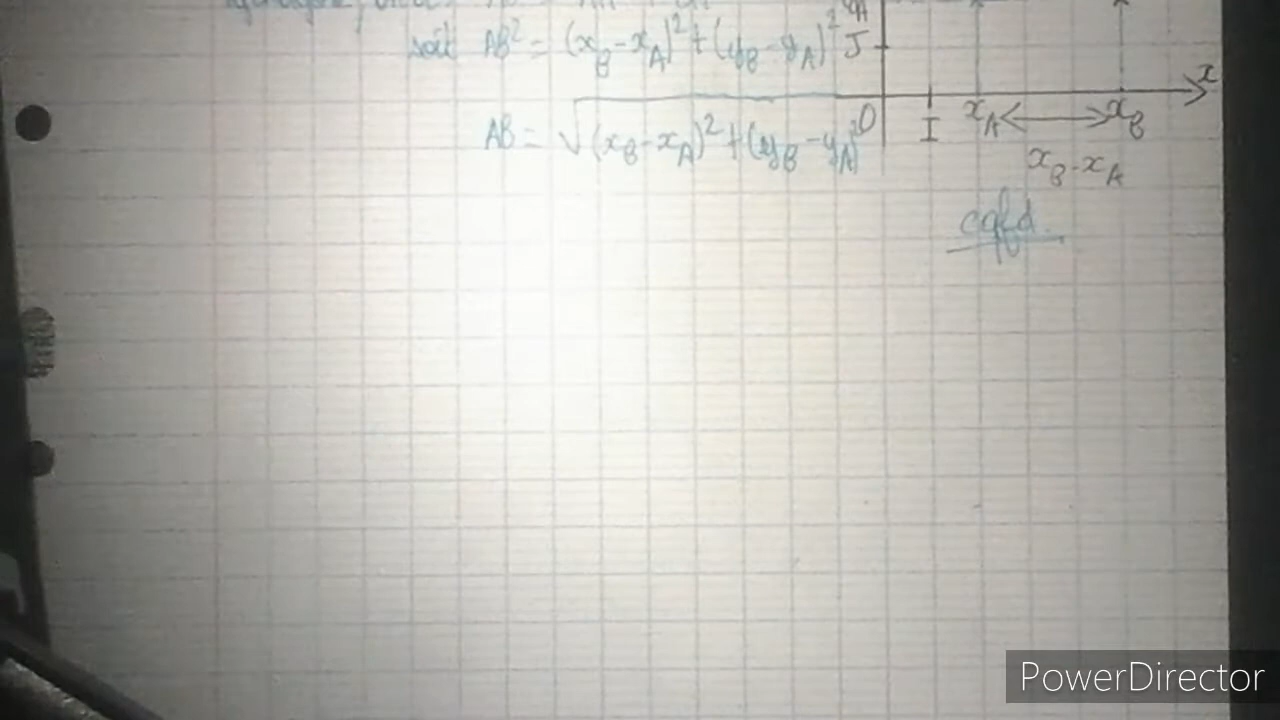 soit AB² = (x_B - x_A)² + (y_B - y_A)²
AB = √(x_B - x_A)² + (y_B - y_A)²
y_A
J
O I x_A x_B x
x_B - x_A
cqfd.
PowerDirector